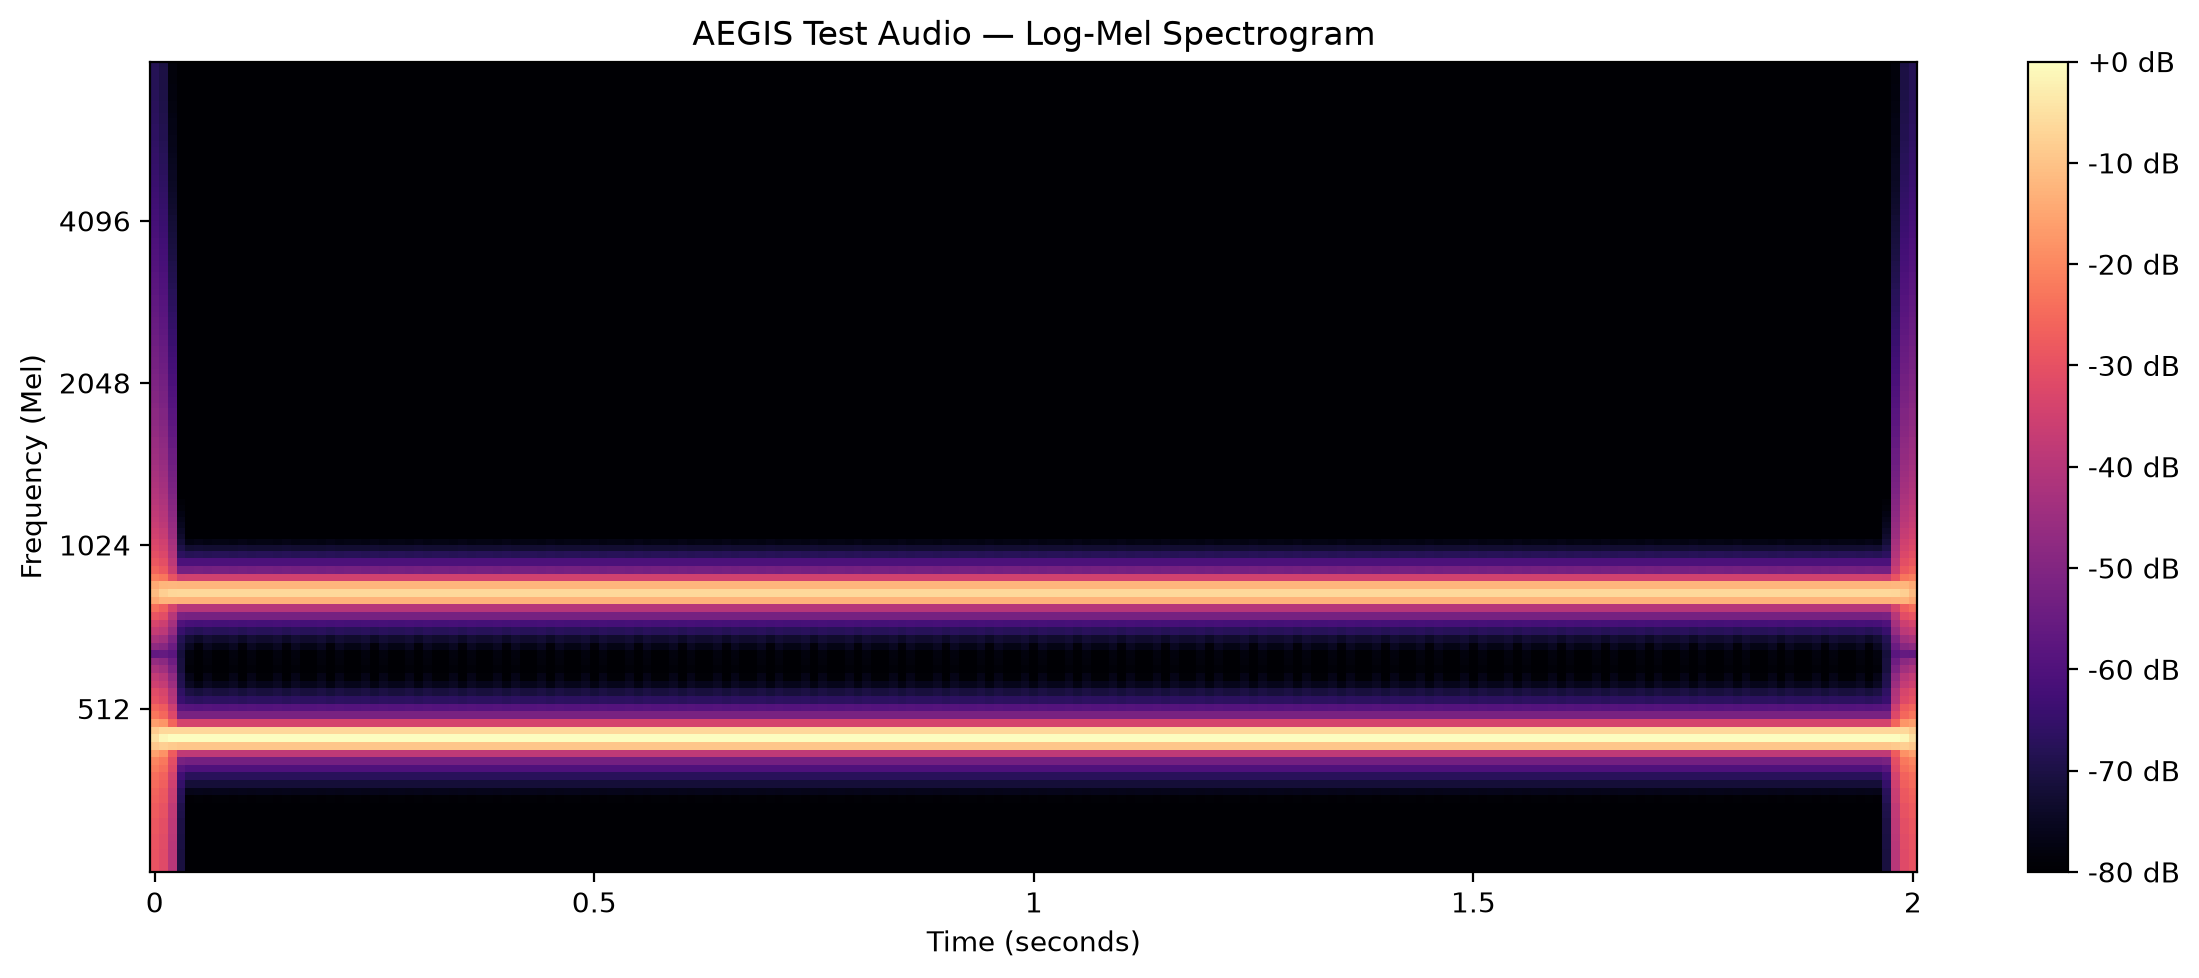 AEGIS Test Audio — Log-Mel Spectrogram
Frequency (Mel)
4096
2048
1024
512
0
0.5
1
1.5
2
Time (seconds)
+0 dB
-10 dB
-20 dB
-30 dB
-40 dB
-50 dB
-60 dB
-70 dB
-80 dB